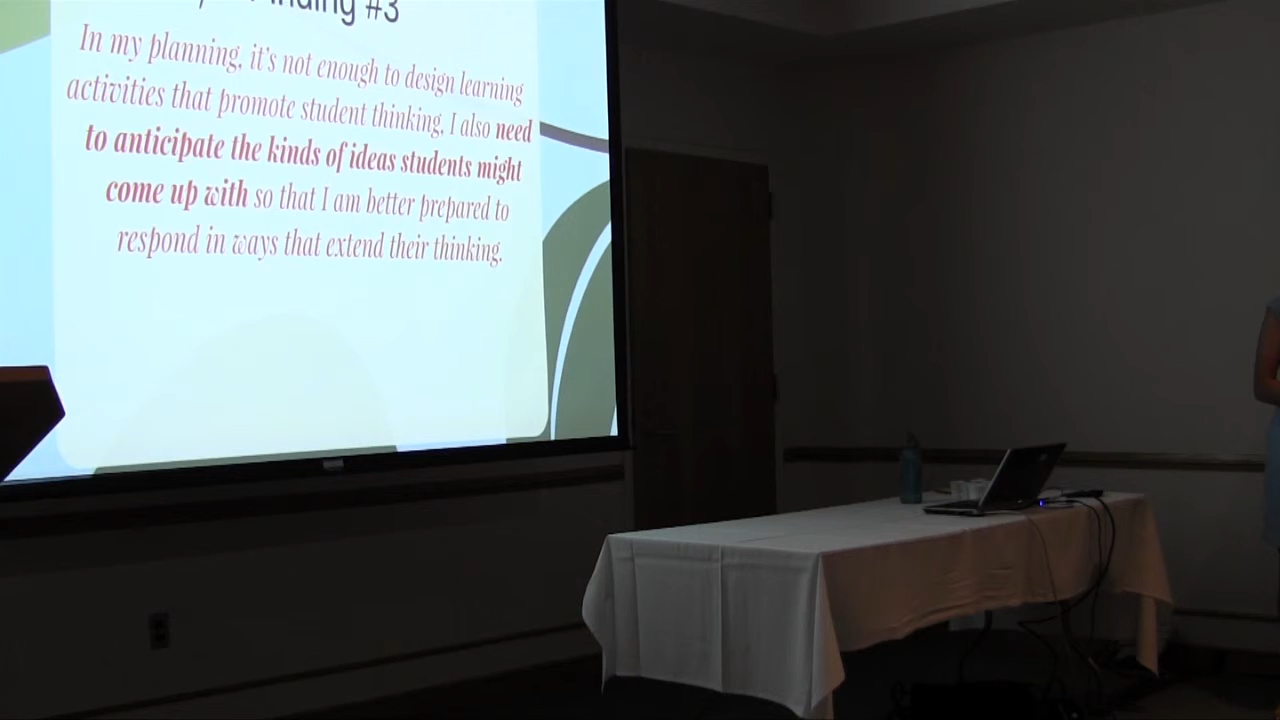 #3
In my planning, it's not enough to design learning
activities that promote student thinking, I also need
to anticipate the kinds of ideas students might
come up with so that I am better prepared to
respond in ways that extend their thinking.